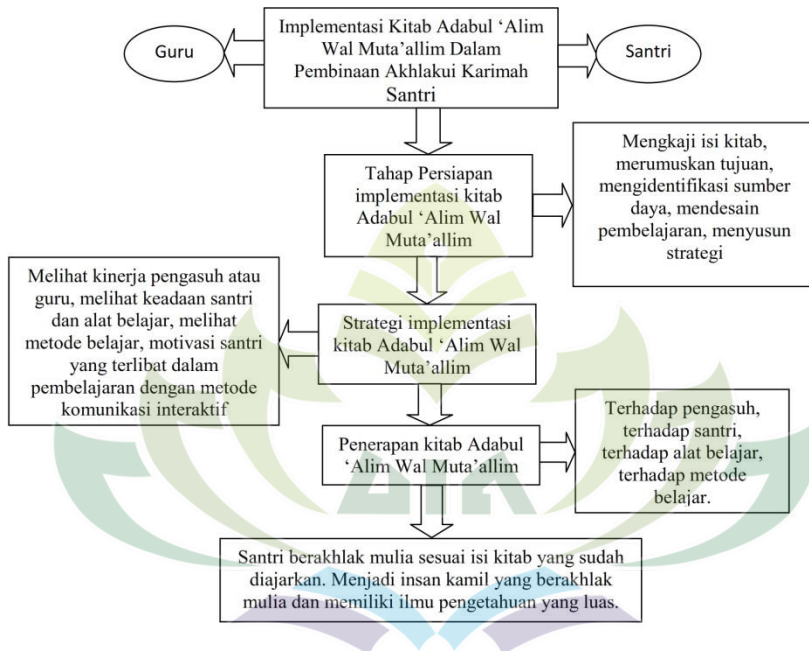 Guru
Implementasi Kitab Adabul ‘Alim
Wal Muta’allim Dalam
Pembinaan Akhlakui Karimah
Santri
Santri
Tahap Persiapan
implementasi kitab
Adabul ‘Alim Wal
Muta’allim
Mengkaji isi kitab,
merumuskan tujuan,
mengidentifikasi sumber
daya, mendesain
pembelajaran, menyusun
strategi
Melihat kinerja pengasuh atau
guru, melihat keadaan santri
dan alat belajar, melihat
metode belajar, motivasi santri
yang terlibat dalam
pembelajaran dengan metode
komunikasi interaktif
Strategi implementasi
kitab Adabul ‘Alim Wal
Muta’allim
Penerapan kitab Adabul
‘Alim Wal Muta’allim
Terhadap pengasuh,
terhadap santri,
terhadap alat belajar,
terhadap metode
belajar.
Santri berakhlak mulia sesuai isi kitab yang sudah
diajarkan. Menjadi insan kamil yang berakhlak
mulia dan memiliki ilmu pengetahuan yang luas.